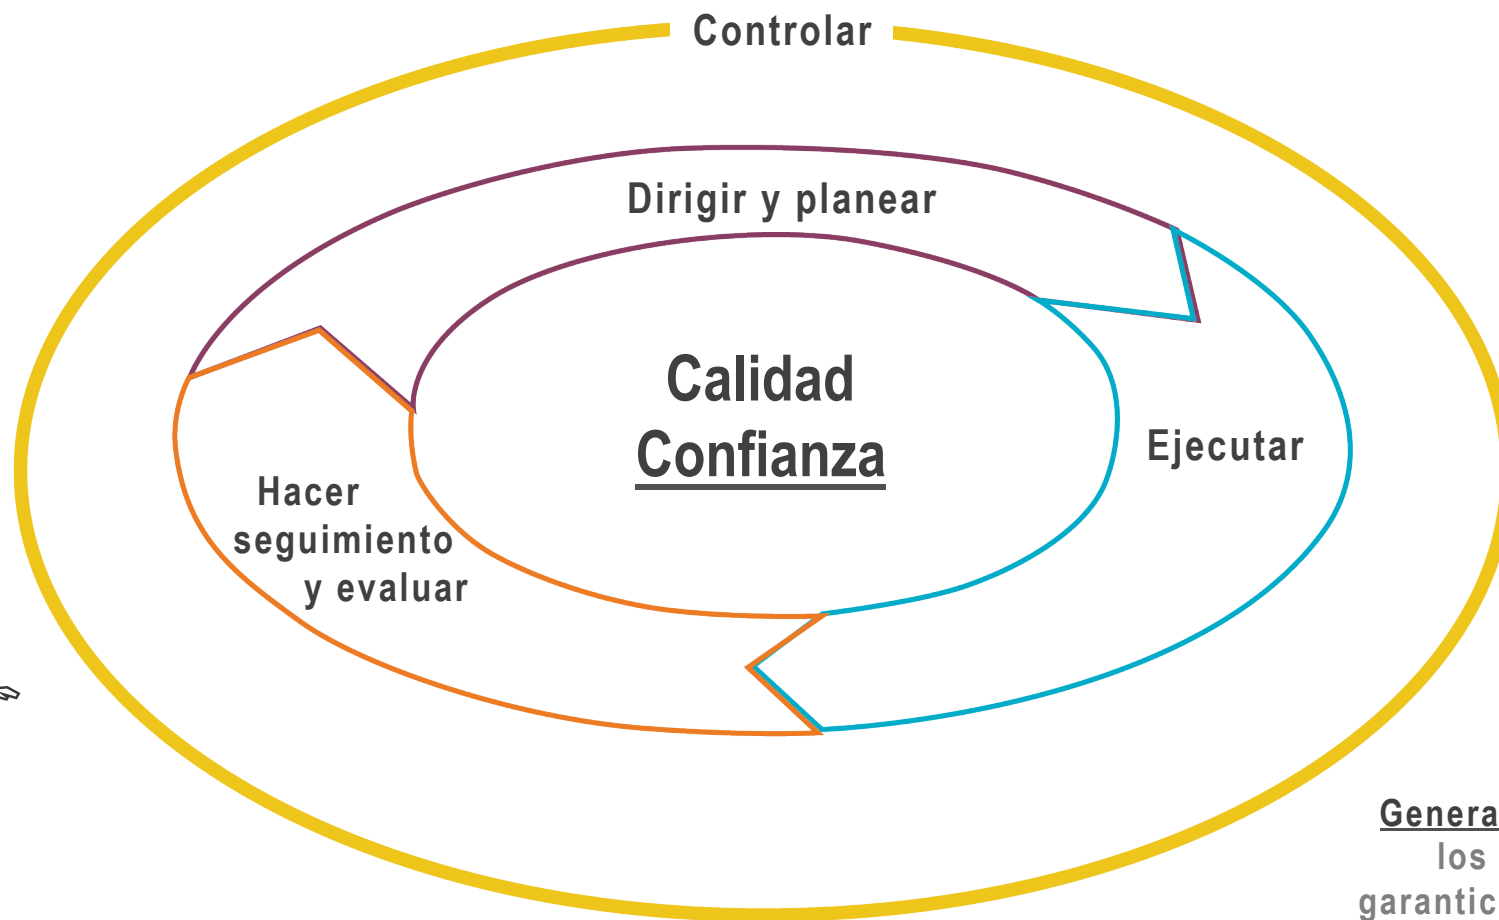 Controlar
Dirigir y planear
Calidad
Confianza
Ejecutar
Hacer
seguimiento
y evaluar
Genera
los
garantic